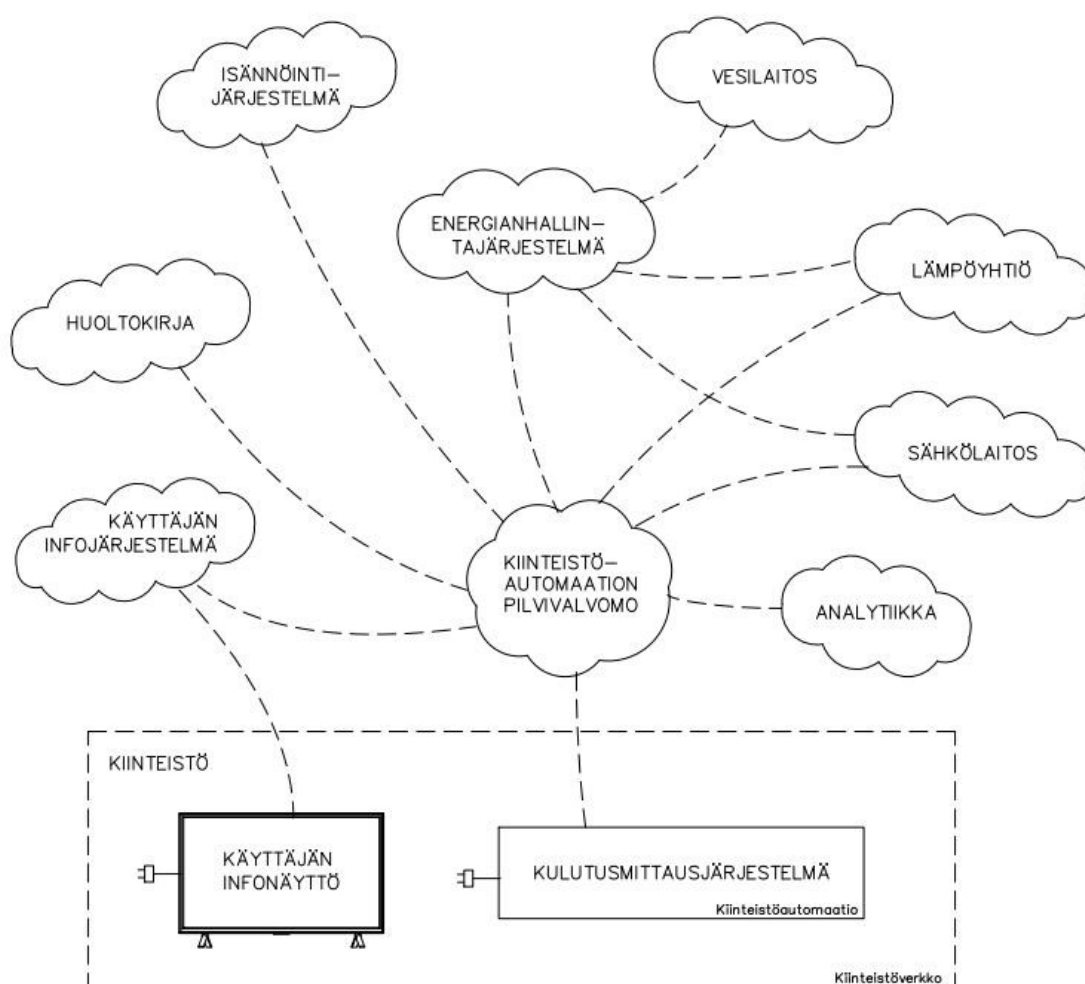 ISÄNNÖINTI-
JÄRJESTELMÄ
VESILAITOS
ENERGIANHALLIN-
TAJÄRJESTELMÄ
LÄMPÖYHTIÖ
HUOLTOKIRJA
SÄHKÖLAITOS
KÄYTTÄJÄN
INFOJÄRJESTELMÄ
KIINTEISTÖ-
AUTOMAATION
PILVIVALVOMO
ANALYTIIKKA
KIINTEISTÖ
KÄYTTÄJÄN
INFONÄYTTÖ
KULUTUSMITTAUSJÄRJESTELMÄ
Kiinteistöautomaatio
Kiinteistöverkko